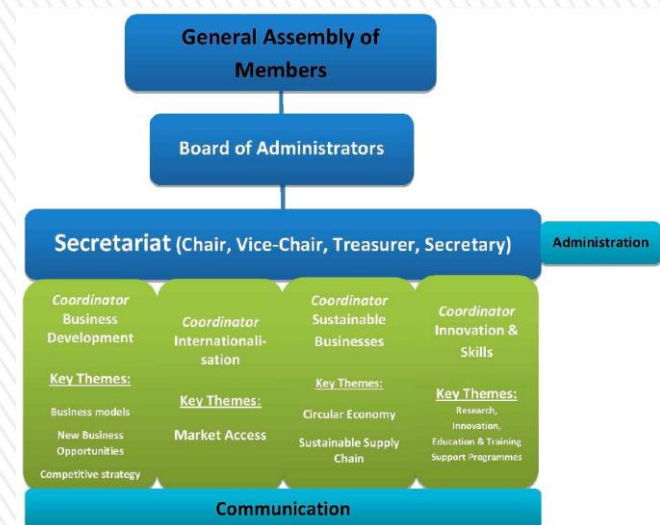 General Assembly of
Members
Board of Administrators
Secretariat (Chair, Vice-Chair, Treasurer, Secretary)
Administration
Coordinator
Business
Development
Key Themes:
Business models
New Business
Opportunities
Competitive strategy
Coordinator
Internationali-
sation
Key Themes:
Market Access
Coordinator
Sustainable
Businesses
Key Themes:
Circular Economy
Sustainable Supply
Chain
Coordinator
Innovation &
Skills
Key Themes:
Research,
Innovation,
Education & Training
Support Programmes
Communication